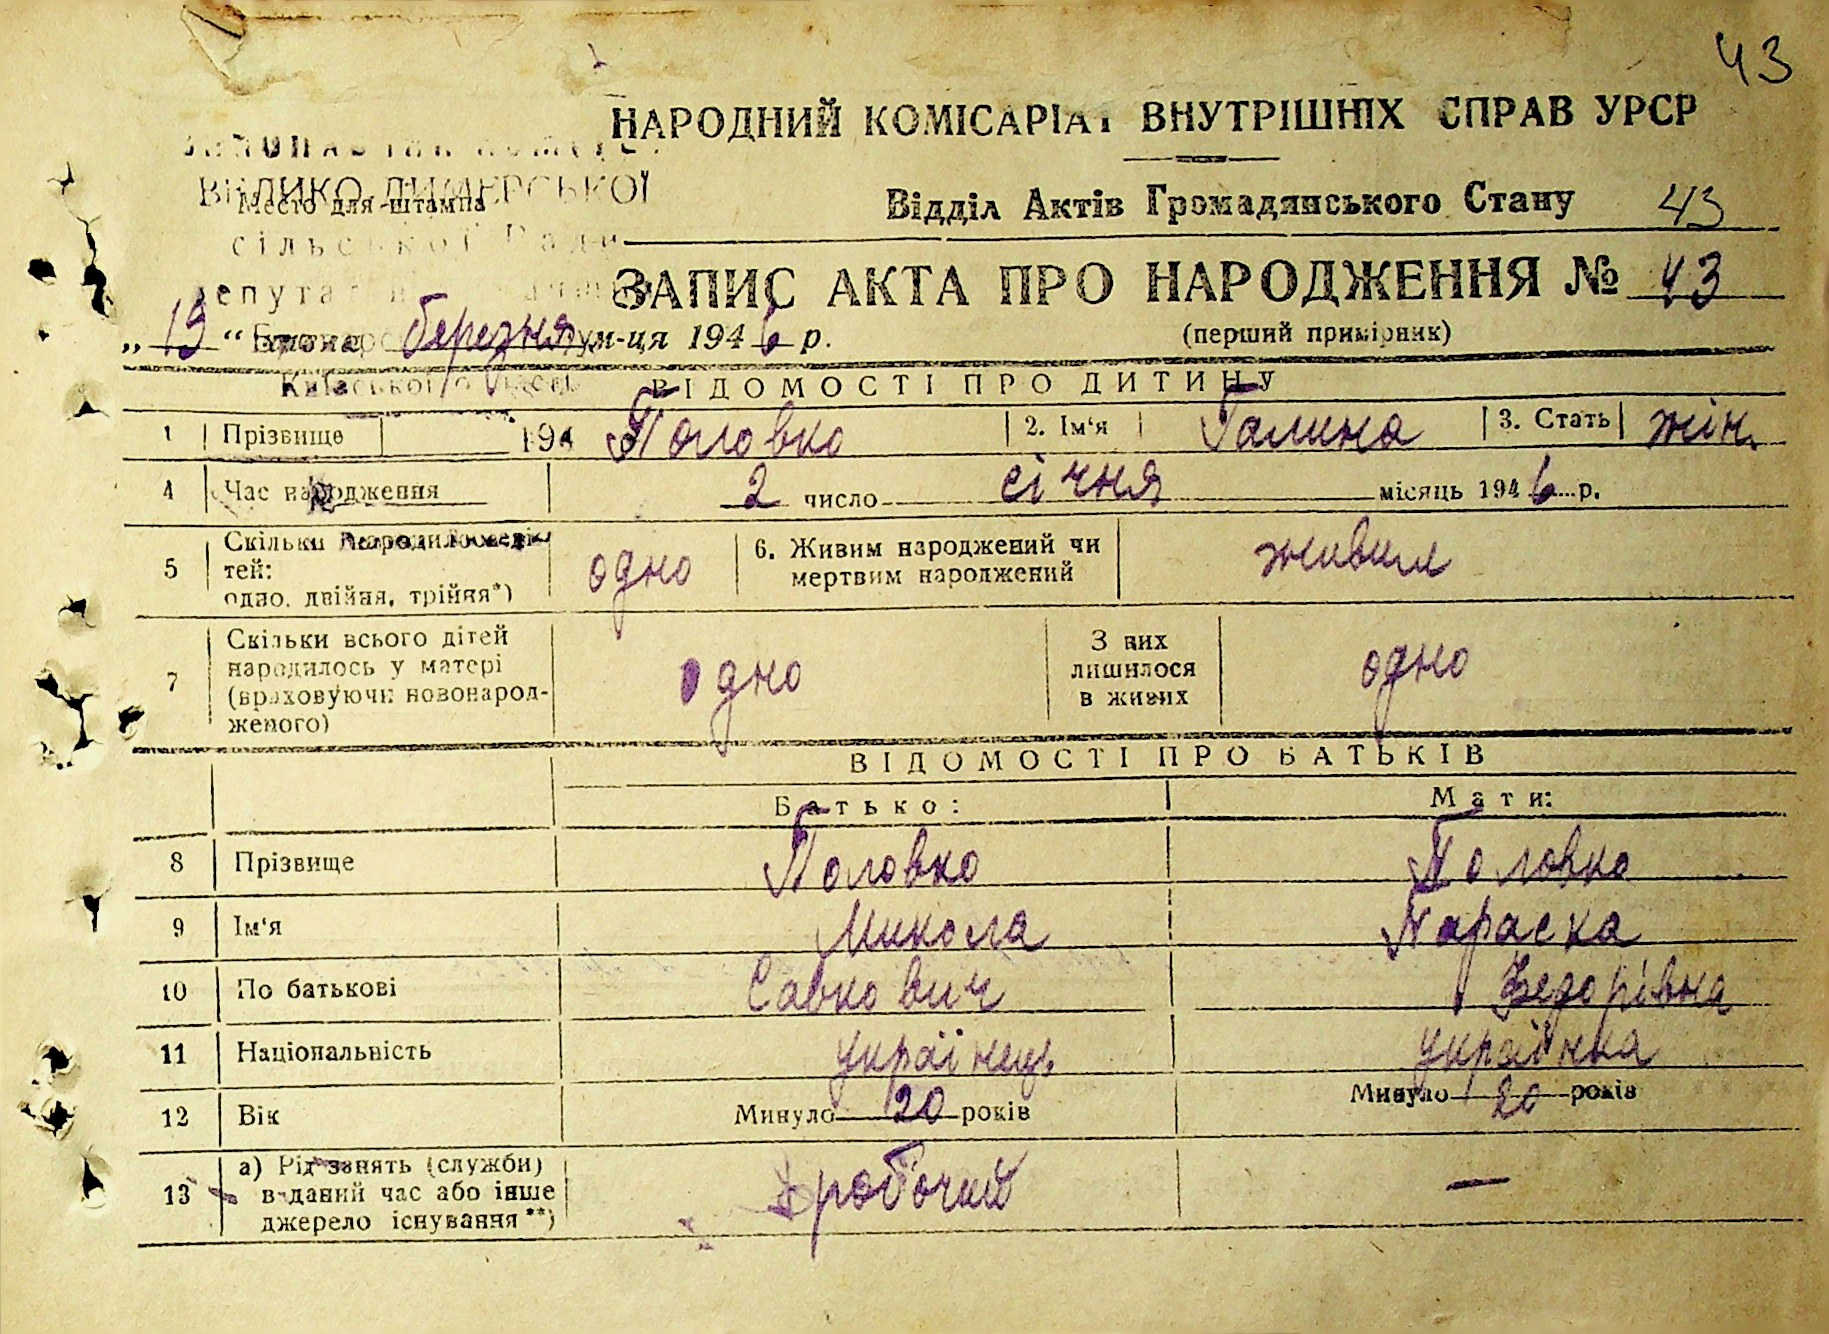 43
НАРОДНИЙ КОМІСАРІАТ ВНУТРІШНІХ СПРАВ УРСР
ВЕЛИКО ДИМЕРСЬКОЇ
Место для штампа
Відділ Актів Громадянського Стану 43
сільської Ради
ЗАПИС АКТА ПРО НАРОДЖЕННЯ № 43
„13“ березня м-ця 1946 р.
(перший примірник)
Київської області
ВІДОМОСТІ ПРО ДИТИНУ
1 Прізвище 194 Половко 2. Ім‘я Галина 3. Стать жін.
4 Час народження 2 число січня місяць 1946 р.
5 Скільки народилося дітей: одно, двійня, трійня*) одно 6. Живим народжений чи мертвим народжений живим
7 Скільки всього дітей народилось у матері (враховуючи новонародженого) одно З них лишилося в живих одно
ВІДОМОСТІ ПРО БАТЬКІВ
Батько: Мати:
8 Прізвище Половко Половко
9 Ім‘я Микола Параска
10 По батькові Савкович Федорівна
11 Національність українець українка
12 Вік Минуло 20 років Минуло 20 років
13 а) Рід занять (служби) в даний час або інше джерело існування**) робочий —